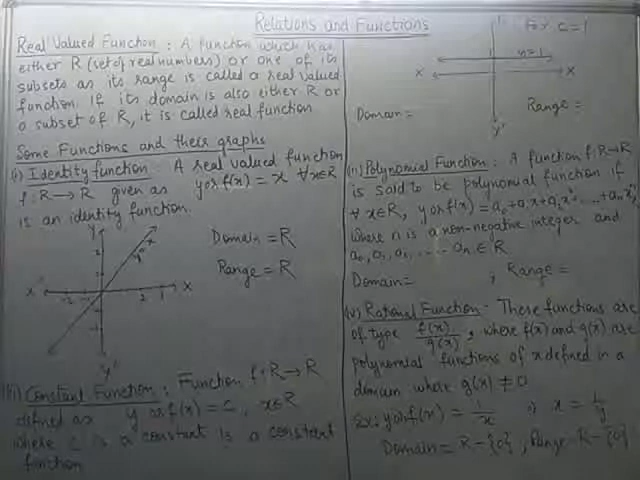 Relations and Functions
Real Valued Function : A function which has
either R (set of real numbers) or one of its
subsets as its range is called a real valued
function. If its domain is also either R or
a subset of R, it is called real function.
Some Functions and their graphs
(i) Identity function : A real valued function
f : R → R given as y or f(x) = x ∀ x ∈ R
is an identity function.
Y
y = x
Domain = R
Range = R
X'
-2 -1
1 2
X
Y'
Constant Function : Function f : R → R
defined as y or f(x) = c, x ∈ R
where c is a constant is a constant
function
For c = 1
X
X
Y'
Domain =
Range =
Polynomial Function : A function f : R → R
is said to be polynomial function if
∀ x ∈ R, y or f(x) = a₀ + a₁x + a₂x² ... + aₙxⁿ,
where n is a non-negative integer and
a₀, a₁, a₂, ..... aₙ ∈ R
Domain = ; Range =
(v) Rational Function - These functions are
of type f(x)/g(x), where f(x) and g(x) are
polynomial functions of x defined in a
domain where g(x) ≠ 0
Ex: y or f(x) = 1/x ⇒ x = 1/y
Domain = R - {0}, Range = R - {0}